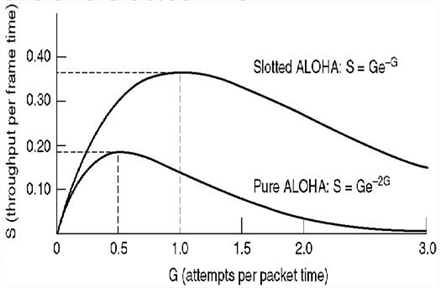 S (throughput per frame time)
0.40
0.30
0.20
0.10
Slotted ALOHA: S = Ge-G
Pure ALOHA: S = Ge-2G
0
0.5
1.0
1.5
2.0
3.0
G (attempts per packet time)